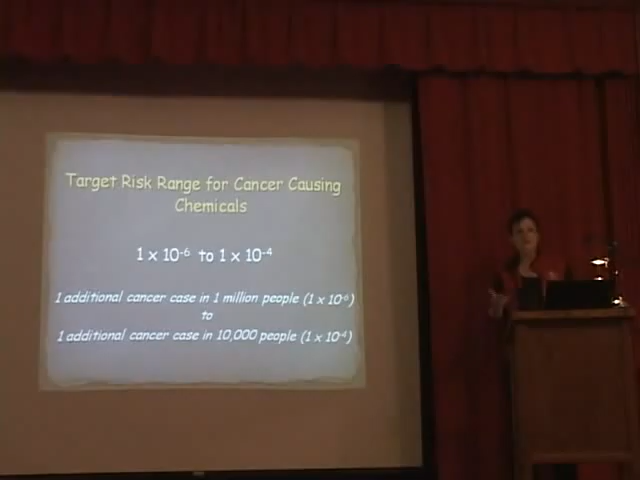 Target Risk Range for Cancer Causing
Chemicals
1 x 10⁻⁶ to 1 x 10⁻⁴
1 additional cancer case in 1 million people (1 x 10⁻⁶)
to
1 additional cancer case in 10,000 people (1 x 10⁻⁴)